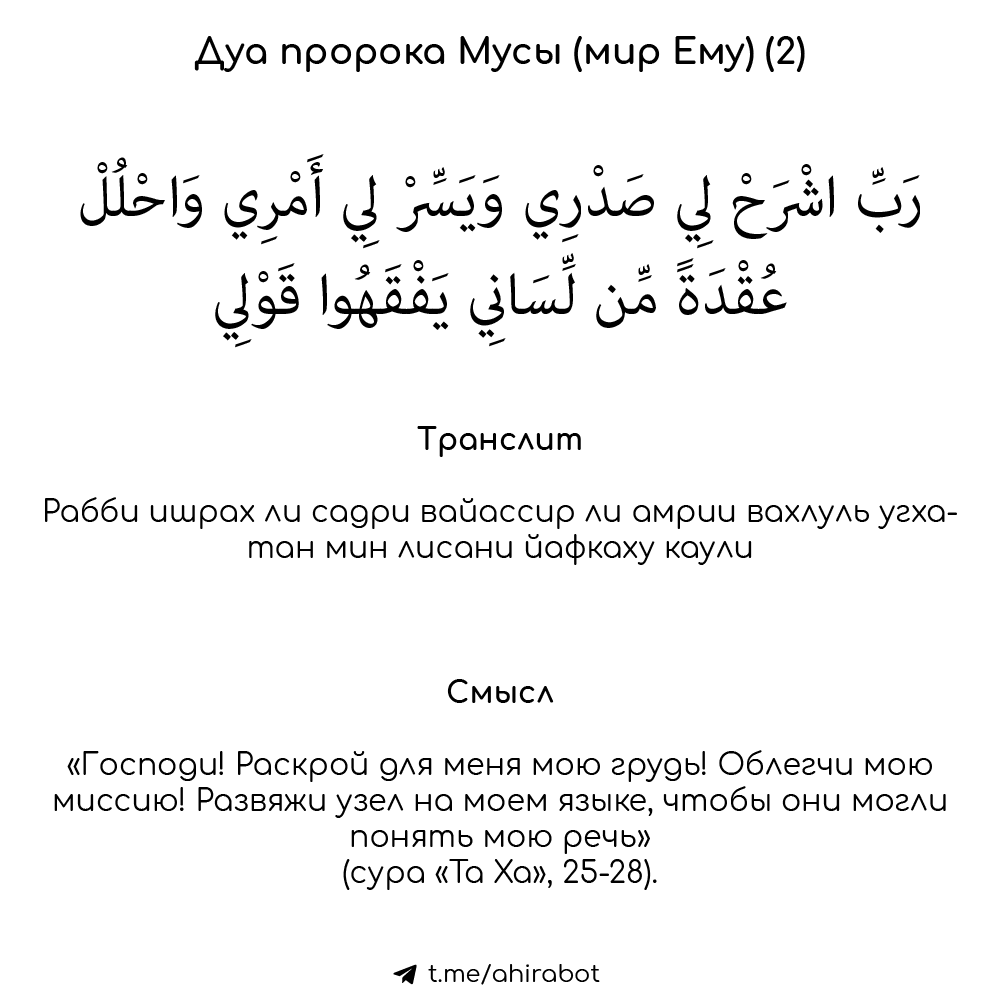 Дуа пророка Мусы (мир Ему) (2)
رَبِّ اشْرَحْ لِي صَدْرِي وَيَسِّرْ لِي أَمْرِي وَاحْلُلْ
عُقْدَةً مِّن لِّسَانِي يَفْقَهُوا قَوْلِي
Транслит
Рабби ишрах ли садри вайассир ли амрии вахлуль угха-
тан мин лисани йафкаху каули
Смысл
«Господи! Раскрой для меня мою грудь! Облегчи мою
миссию! Развяжи узел на моем языке, чтобы они могли
понять мою речь»
(сура «Та Ха», 25-28).
t.me/ahirabot